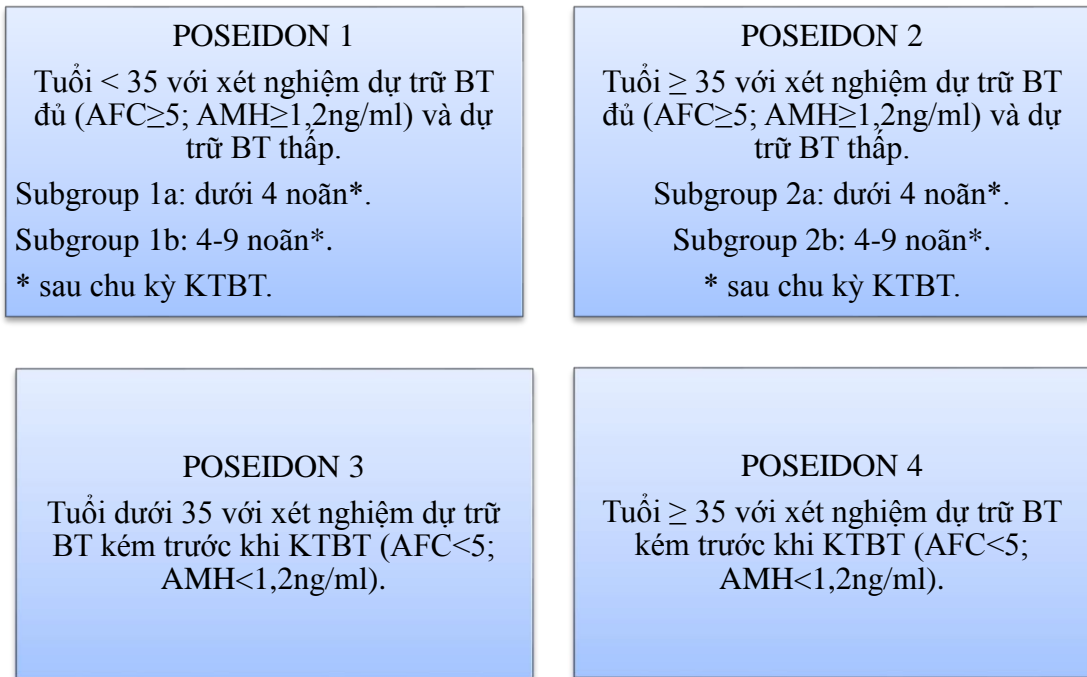 POSEIDON 1
Tuổi < 35 với xét nghiệm dự trữ BT
đủ (AFC≥5; AMH≥1,2ng/ml) và dự
trữ BT thấp.
Subgroup 1a: dưới 4 noãn*.
Subgroup 1b: 4-9 noãn*.
* sau chu kỳ KTBT.
POSEIDON 2
Tuổi ≥ 35 với xét nghiệm dự trữ BT
đủ (AFC≥5; AMH≥1,2ng/ml) và dự
trữ BT thấp.
Subgroup 2a: dưới 4 noãn*.
Subgroup 2b: 4-9 noãn*.
* sau chu kỳ KTBT.
POSEIDON 3
Tuổi dưới 35 với xét nghiệm dự trữ
BT kém trước khi KTBT (AFC<5;
AMH<1,2ng/ml).
POSEIDON 4
Tuổi ≥ 35 với xét nghiệm dự trữ BT
kém trước khi KTBT (AFC<5;
AMH<1,2ng/ml).